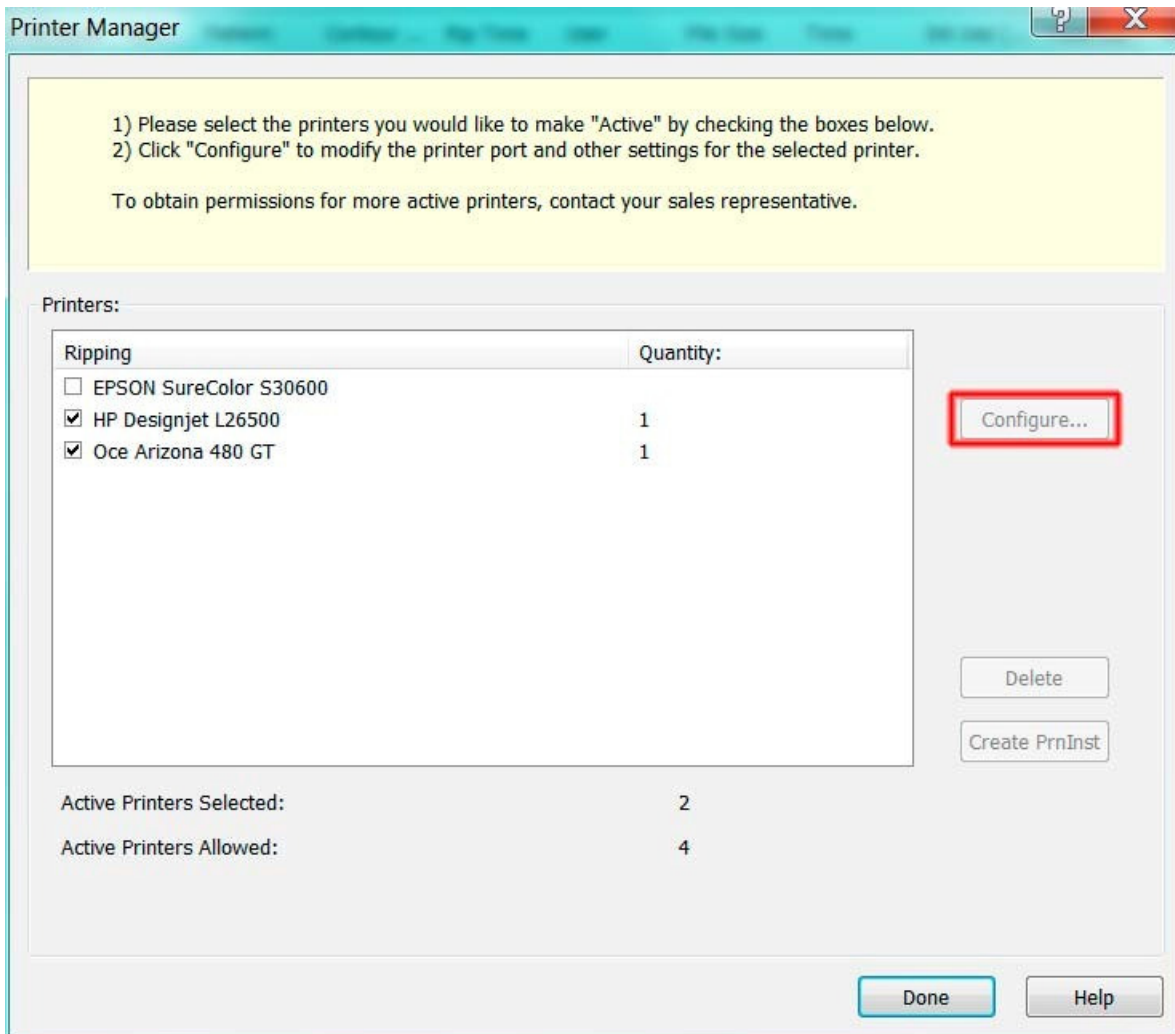 Printer Manager
1) Please select the printers you would like to make "Active" by checking the boxes below.
2) Click "Configure" to modify the printer port and other settings for the selected printer.
To obtain permissions for more active printers, contact your sales representative.
Printers:
Ripping Quantity:
EPSON SureColor S30600
HP Designjet L26500 1
Configure...
Oce Arizona 480 GT 1
Delete
Create PrnInst
Active Printers Selected: 2
Active Printers Allowed: 4
Done Help